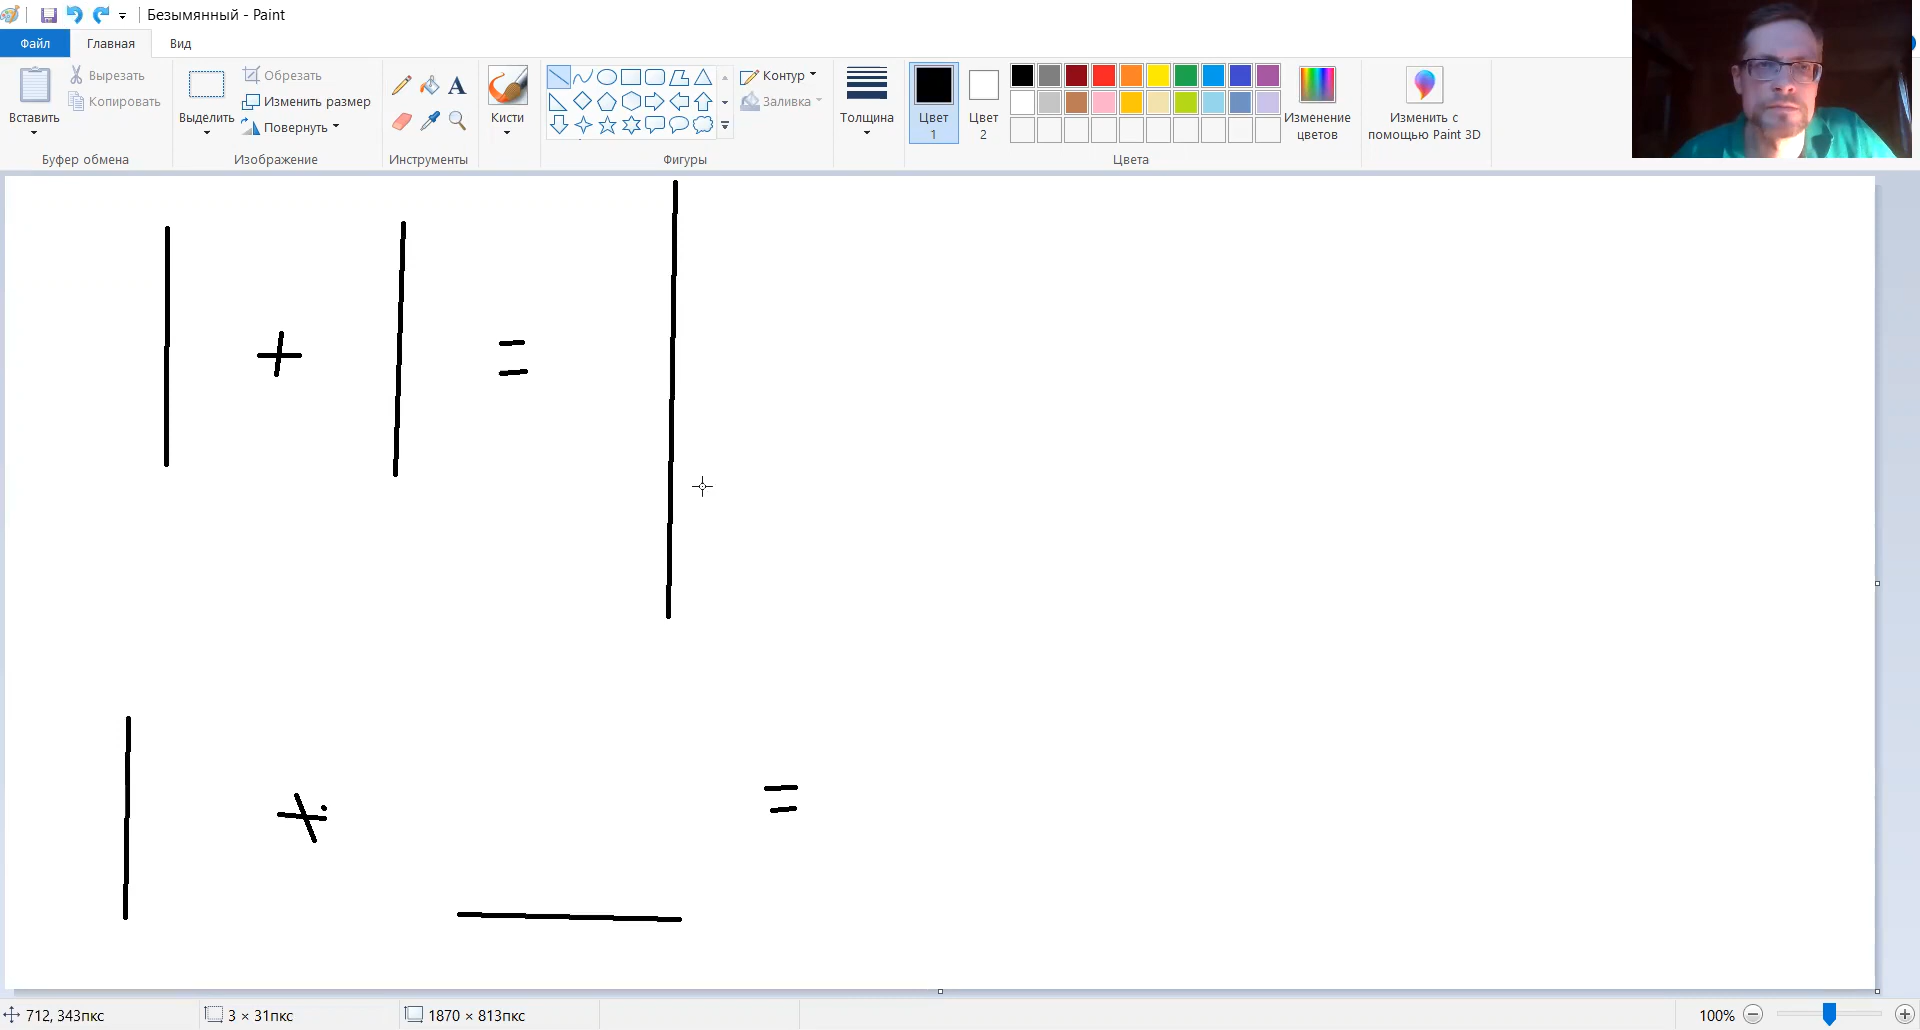 Безымянный - Paint
Файл Главная Вид
Вставить
Вырезать
Копировать
Буфер обмена
Выделить
Обрезать
Изменить размер
Повернуть
Изображение
A
Инструменты
Кисти
Контур
Заливка
Фигуры
Толщина
Цвет
1
Цвет
2
Изменение
цветов
Цвета
Изменить с
помощью Paint 3D
+ =
+ =
712, 343пкс 3 × 31пкс 1870 × 813пкс 100%